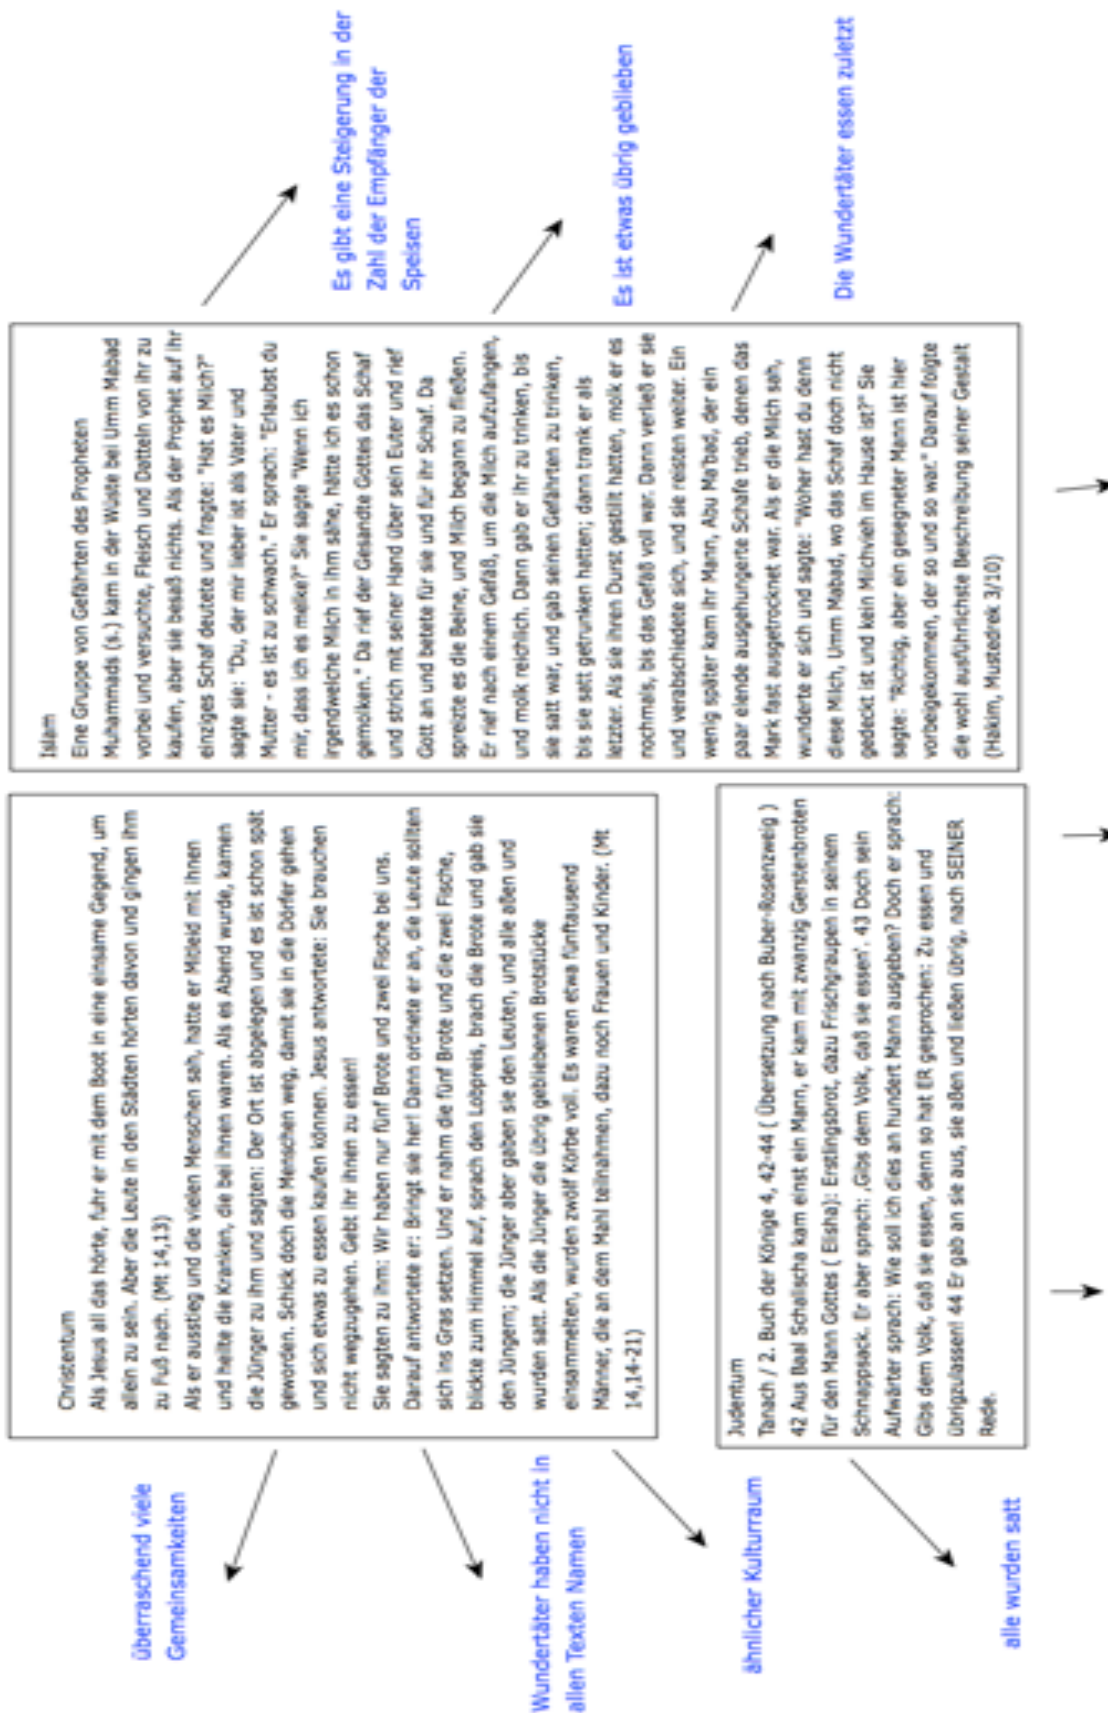 überraschend viele
Gemeinsamkeiten
Wundertäter haben nicht in
allen Texten Namen
ähnlicher Kulturraum
alle wurden satt
Christentum
Als Jesus all das hörte, fuhr er mit dem Boot in eine einsame Gegend, um
allein zu sein. Aber die Leute in den Städten hörten davon und gingen ihm
zu Fuß nach. (Mt 14,13)
Als er ausstieg und die vielen Menschen sah, hatte er Mitleid mit ihnen
und heilte die Kranken, die bei ihnen waren. Als es Abend wurde, kamen
die Jünger zu ihm und sagten: Der Ort ist abgelegen und es ist schon spät
geworden. Schick doch die Menschen weg, damit sie in die Dörfer gehen
und sich etwas zu essen kaufen können. Jesus antwortete: Sie brauchen
nicht wegzugehen. Gebt ihr ihnen zu essen!
Sie sagten zu ihm: Wir haben nur fünf Brote und zwei Fische bei uns.
Darauf antwortete er: Bringt sie her! Dann ordnete er an, die Leute sollten
sich ins Gras setzen. Und er nahm die fünf Brote und die zwei Fische,
blickte zum Himmel auf, sprach den Lobpreis, brach die Brote und gab sie
den Jüngern; die Jünger aber gaben sie den Leuten, und alle aßen und
wurden satt. Als die Jünger die übrig gebliebenen Brotstücke
einsammelten, wurden zwölf Körbe voll. Es waren etwa fünftausend
Männer, die an dem Mahl teilnahmen, dazu noch Frauen und Kinder. (Mt
14,14-21)
Judentum
Tanach / 2. Buch der Könige 4, 42-44 ( Übersetzung nach Buber-Rosenzweig )
42 Aus Baal Schalischa kam einst ein Mann, er kam mit zwanzig Gerstenbroten
für den Mann Gottes ( Elisha): Erstlingsbrot, dazu Frischgraupen in seinem
Schnappsack. Er aber sprach: ‚Gibs dem Volk, daß sie essen'. 43 Doch sein
Aufwärter sprach: Wie soll ich dies an hundert Mann ausgeben? Doch er sprach:
Gibs dem Volk, daß sie essen, denn so hat ER gesprochen: Zu essen und
übrigzulassen! 44 Er gab an sie aus, sie aßen und ließen übrig, nach SEINER
Rede.
Islam
Eine Gruppe von Gefährten des Propheten
Muhammads (s.) kam in der Wüste bei Umm Mabad
vorbei und versuchte, Fleisch und Datteln von ihr zu
kaufen, aber sie besaß nichts. Als der Prophet auf ihr
einziges Schaf deutete und fragte: "Hat es Milch?"
sagte sie: "Du, der mir lieber ist als Vater und
Mutter - es ist zu schwach." Er sprach: "Erlaubst du
mir, das ich es melke?" Sie sagte "Wenn ich
irgendwelche Milch in ihm sähe, hätte ich es schon
gemolken." Da rief der Gesandte Gottes das Schaf
und strich mit seiner Hand über sein Euter und rief
Gott an und betete für sie und für ihr Schaf. Da
spreizte es die Beine, und Milch begann zu fließen.
Er rief nach einem Gefäß, um die Milch aufzufangen,
und molk reichlich. Dann gab er ihr zu trinken, bis
sie satt war, und gab seinen Gefährten zu trinken,
bis sie satt getrunken hatten; dann trank er als
letzter. Als sie ihren Durst gestillt hatten, molk er es
nochmals, bis das Gefäß voll war. Dann verließ er sie
und verabschiedete sich, und sie reisten weiter. Ein
wenig später kam ihr Mann, Abu Ma'bad, der ein
paar elende ausgehungerte Schafe trieb, denen das
Mark fast ausgetrocknet war. Als er die Milch sah,
wunderte er sich und sagte: "Woher hast du denn
diese Milch, Umm Mabad, wo das Schaf doch nicht
gedeckt ist und kein Milchvieh im Hause ist?" Sie
sagte: "Richtig, aber ein gesegneter Mann ist hier
vorbeigekommen, der so und so war." Darauf folgte
die wohl ausführlichste Beschreibung seiner Gestalt
(Hakim, Mustedrek 3/10)
Es gibt eine Steigerung in der
Zahl der Empfänger der
Speisen
Es ist etwas übrig geblieben
Die Wundertäter essen zuletzt